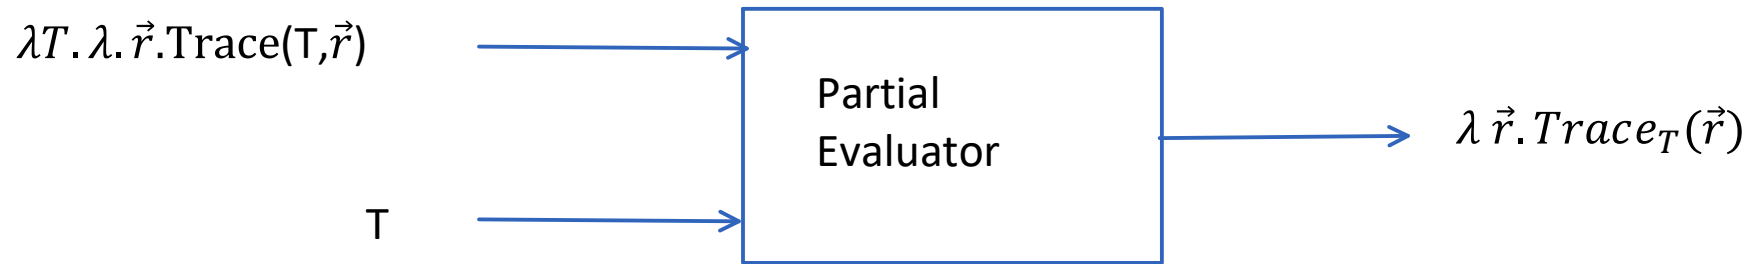 λT. λ. r⃗.Trace(T,r⃗)
Partial
Evaluator
λ r⃗. Trace_T(r⃗)
T